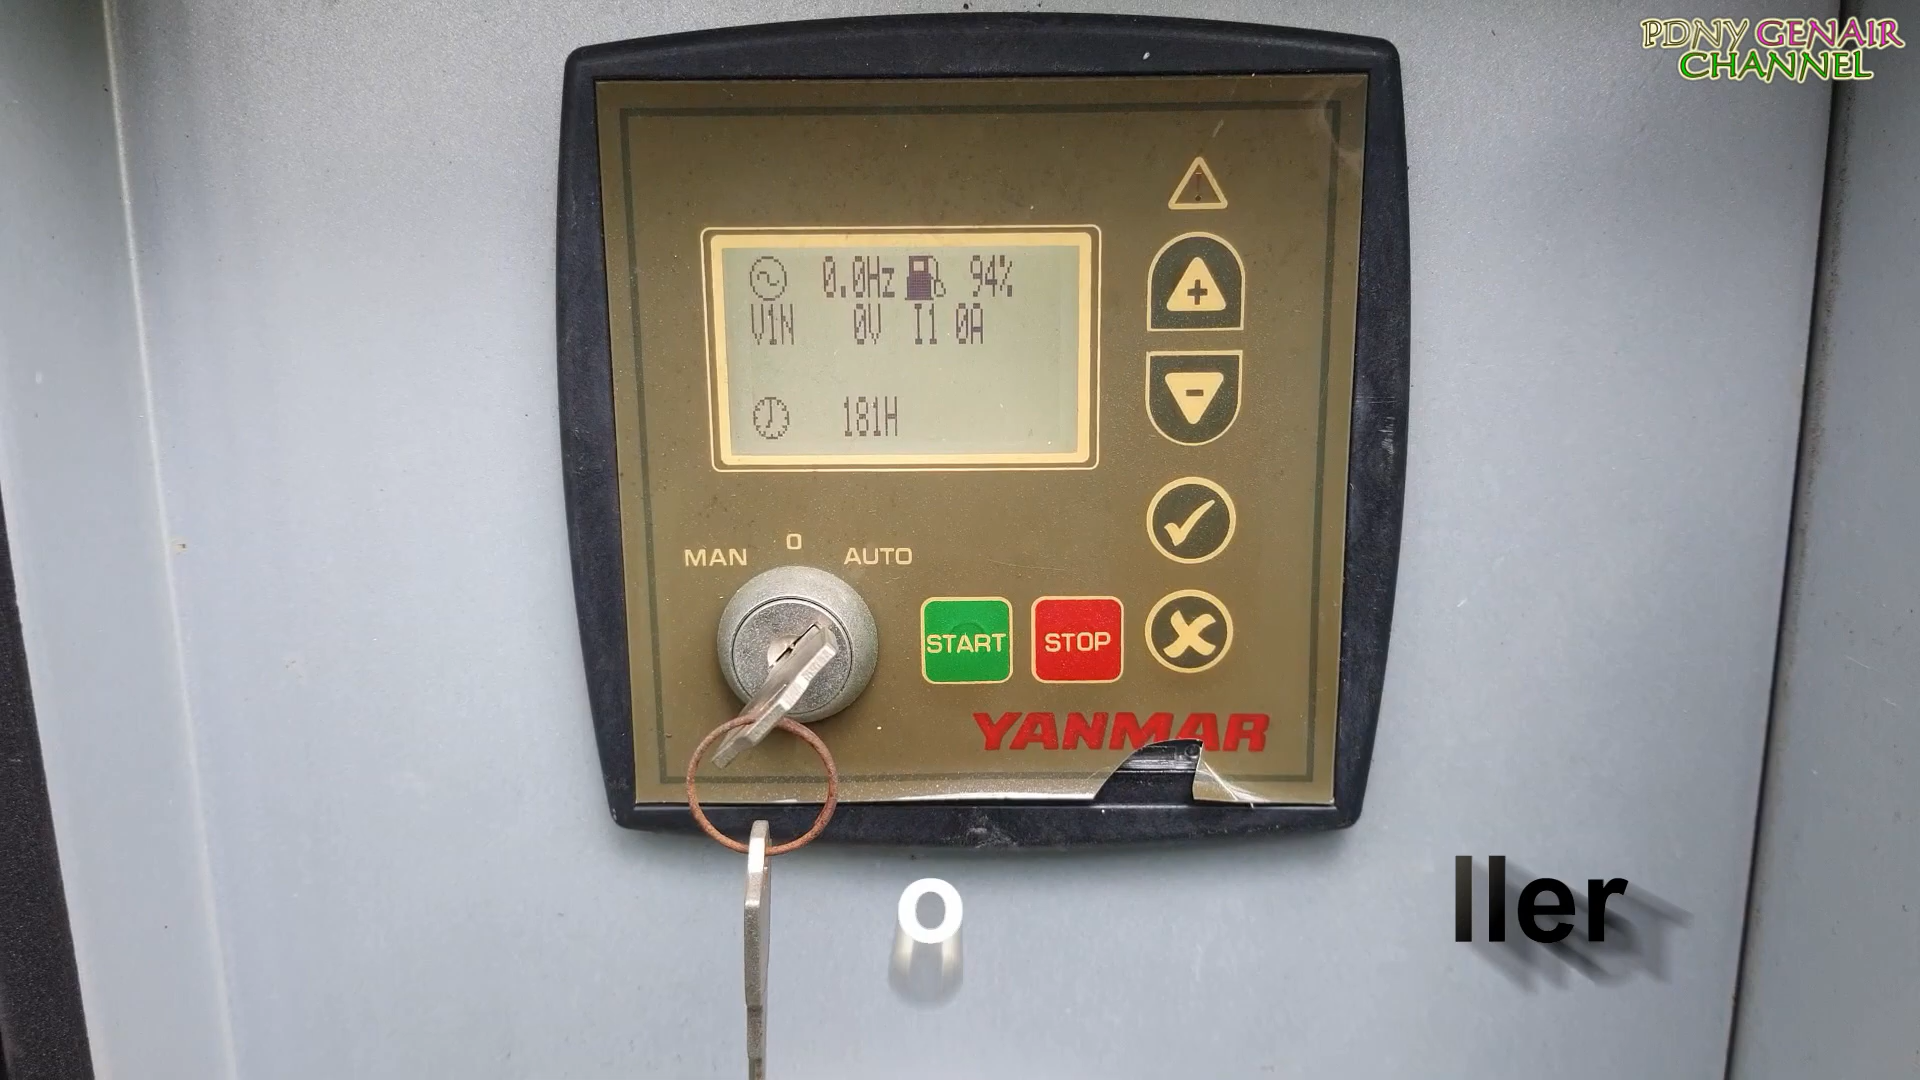 PDNY GENAIR
CHANNEL
0.0Hz 94%
V1N 0V I1 0A
181H
MAN 0 AUTO
START STOP
YANMAR
o ller